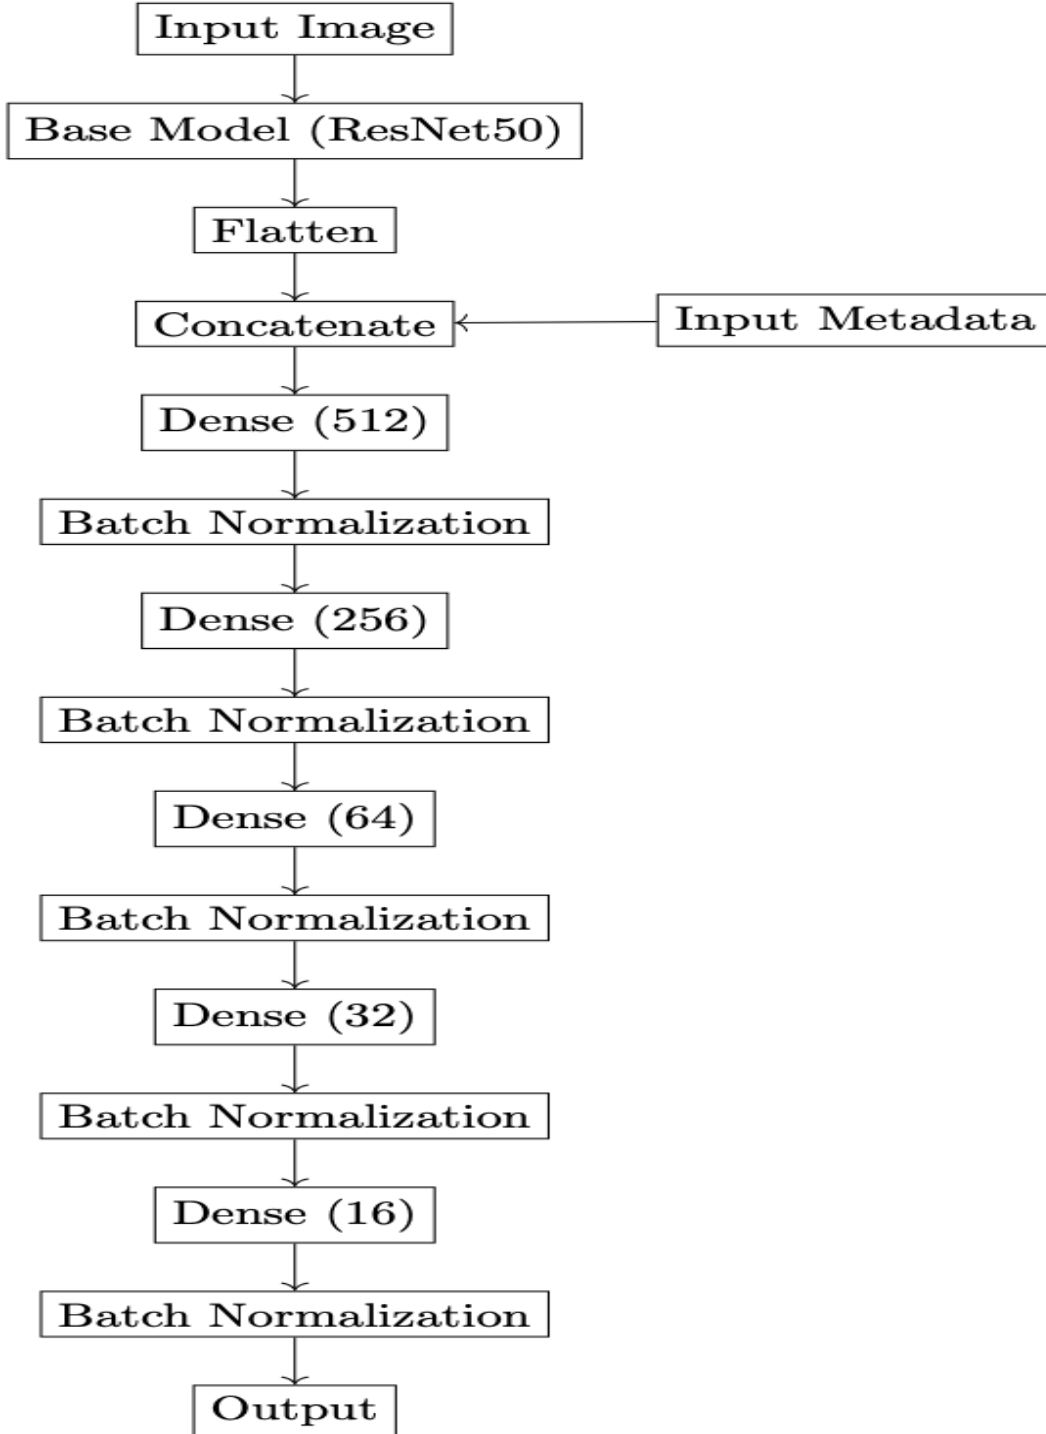 Input Image
Base Model (ResNet50)
Flatten
Concatenate
Input Metadata
Dense (512)
Batch Normalization
Dense (256)
Batch Normalization
Dense (64)
Batch Normalization
Dense (32)
Batch Normalization
Dense (16)
Batch Normalization
Output